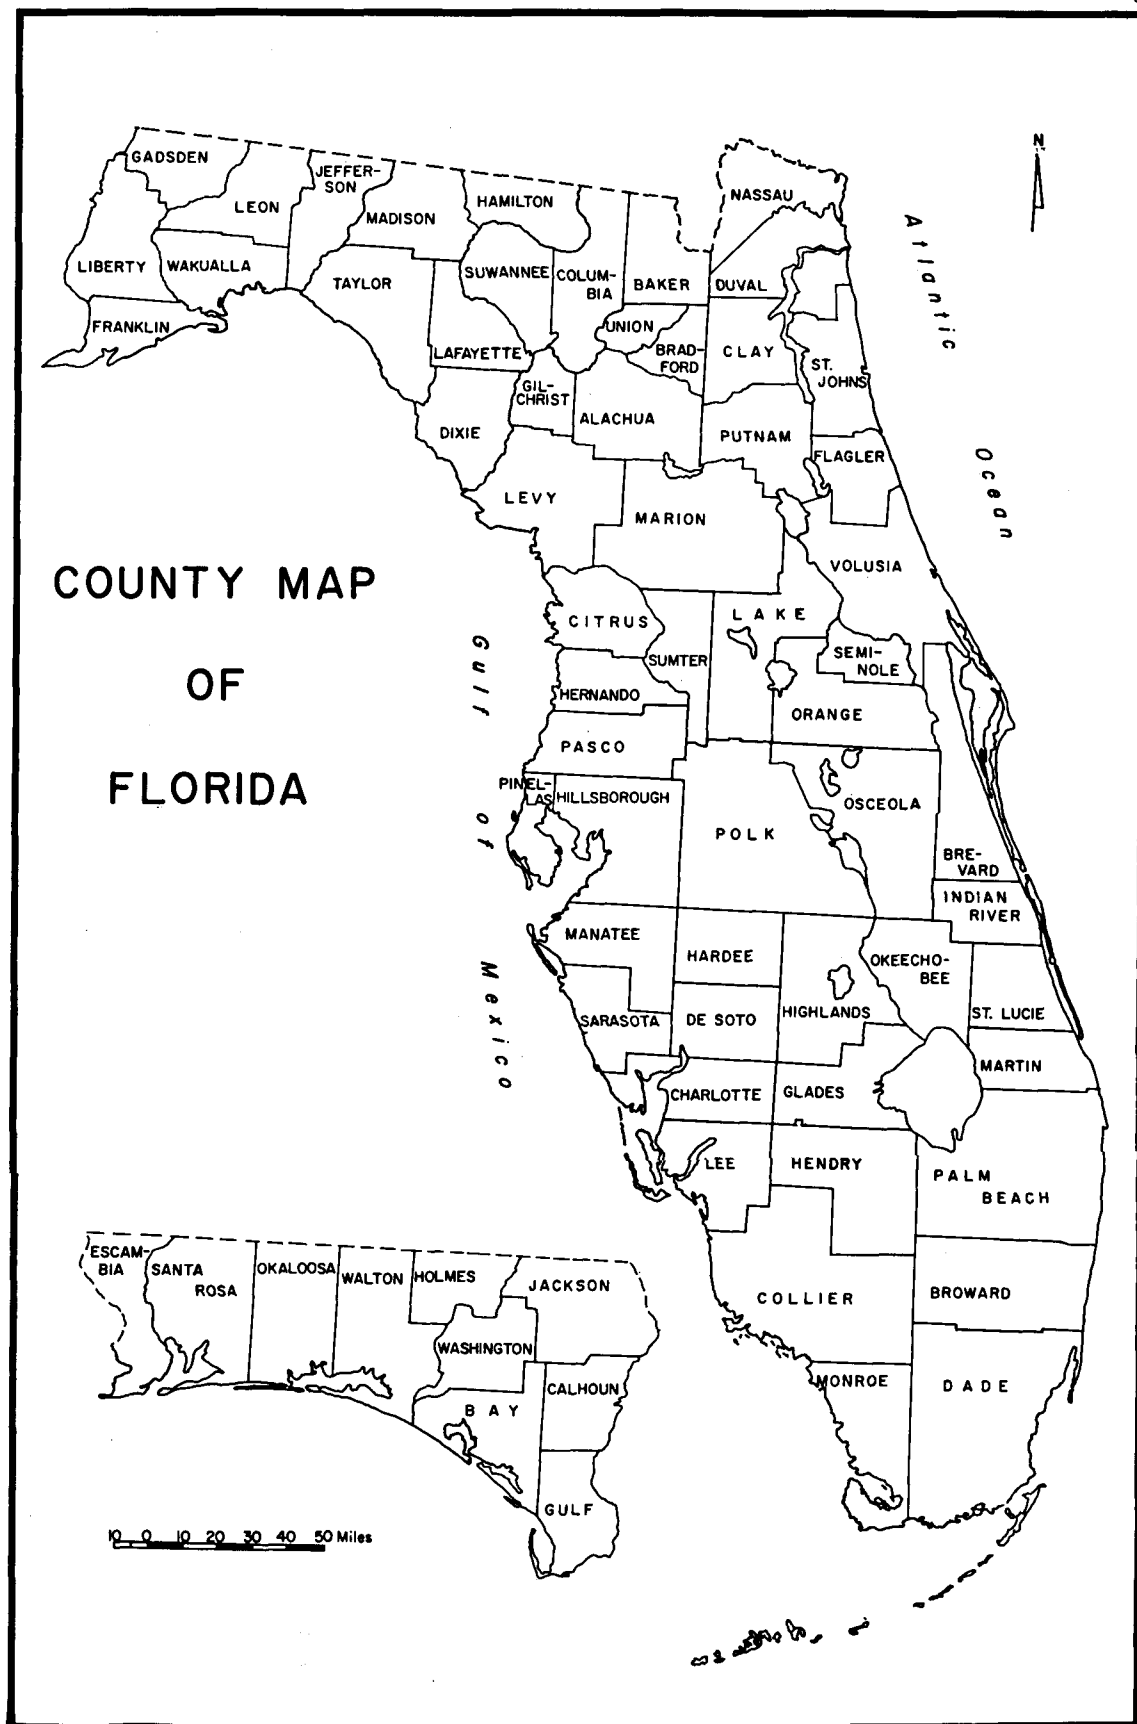 N
GADSDEN
JEFFER-
SON
NASSAU
LEON
MADISON
HAMILTON
Atlantic
LIBERTY
WAKUALLA
TAYLOR
SUWANNEE
COLUM-
BIA
BAKER
DUVAL
FRANKLIN
LAFAYETTE
UNION
BRAD-
FORD
CLAY
ST.
JOHNS
GIL-
CHRIST
ALACHUA
DIXIE
PUTNAM
FLAGLER
Ocean
LEVY
MARION
VOLUSIA
COUNTY MAP
OF
FLORIDA
CITRUS
LAKE
SUMTER
SEMI-
NOLE
HERNANDO
ORANGE
Gulf of Mexico
PASCO
PINEL-
LAS
HILLSBOROUGH
POLK
OSCEOLA
BRE-
VARD
INDIAN
RIVER
MANATEE
HARDEE
OKEECHO-
BEE
SARASOTA
DE SOTO
HIGHLANDS
ST. LUCIE
MARTIN
CHARLOTTE
GLADES
LEE
HENDRY
PALM
BEACH
COLLIER
BROWARD
MONROE
DADE
ESCAM-
BIA
SANTA
ROSA
OKALOOSA
WALTON
HOLMES
JACKSON
WASHINGTON
CALHOUN
BAY
GULF
10 0 10 20 30 40 50 Miles